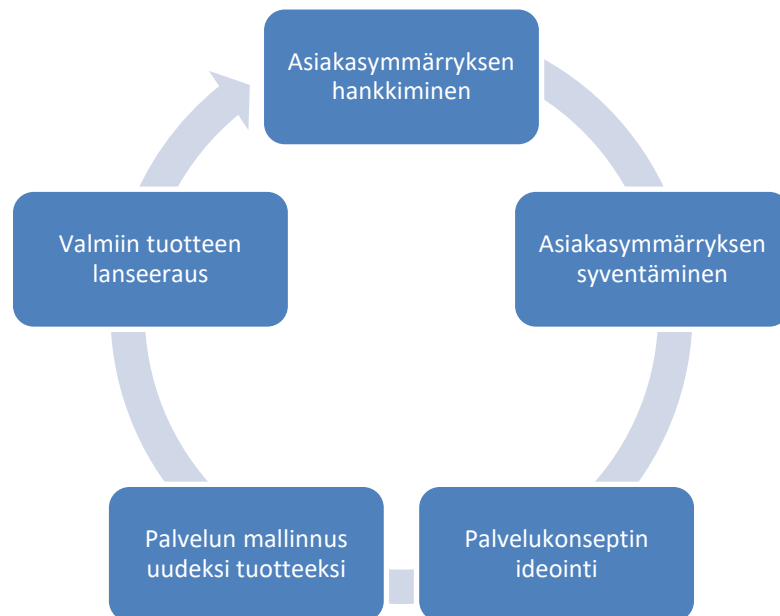 Asiakasymmärryksen
hankkiminen
Asiakasymmärryksen
syventäminen
Palvelukonseptin
ideointi
Palvelun mallinnus
uudeksi tuotteeksi
Valmiin tuotteen
lanseeraus